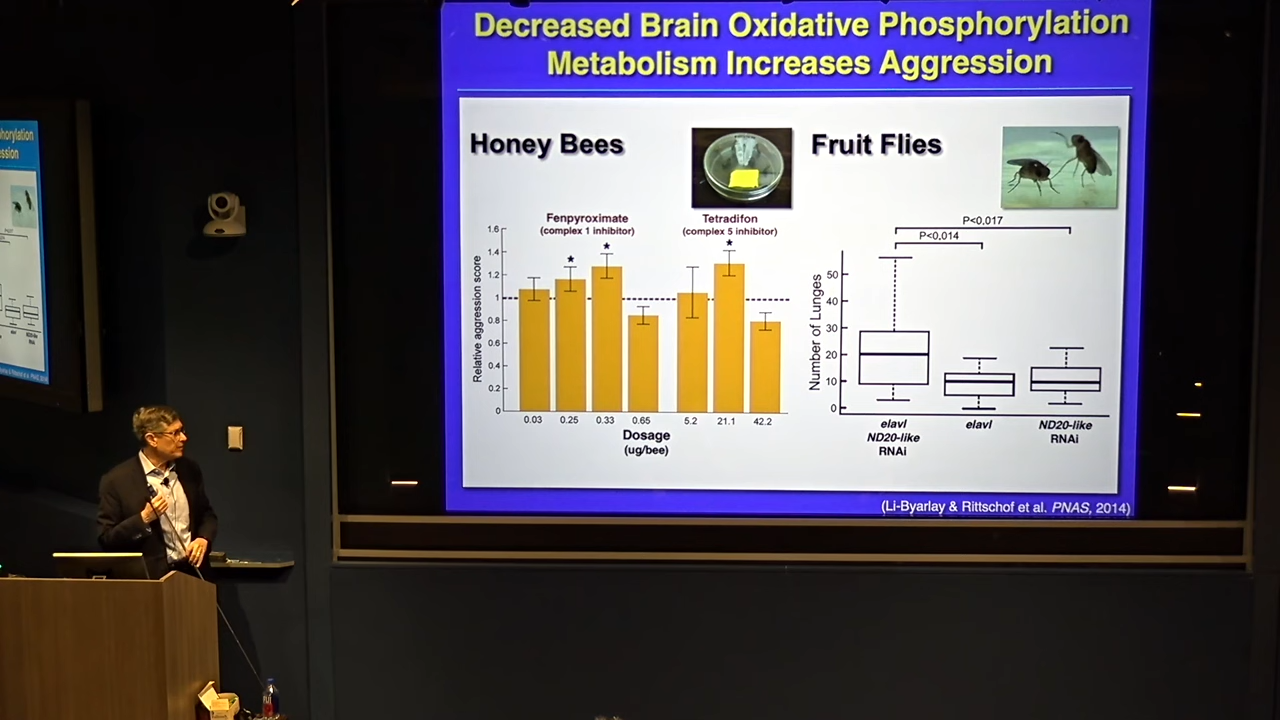 Decreased Brain Oxidative Phosphorylation
Metabolism Increases Aggression
Honey Bees
Fenpyroximate
(complex 1 inhibitor)
Tetradifon
(complex 5 inhibitor)
Relative aggression score
1.6
1.4
1.2
1
0.8
0.6
0.4
0.2
0
0.03 0.25 0.33 0.65 5.2 21.1 42.2
Dosage
(ug/bee)
Fruit Flies
P<0.017
P<0.014
Number of Lunges
50
40
30
20
10
0
elavl
ND20-like
RNAi
elavl
ND20-like
RNAi
(Li-Byarlay & Rittschof et al. PNAS, 2014)
horylation
ession